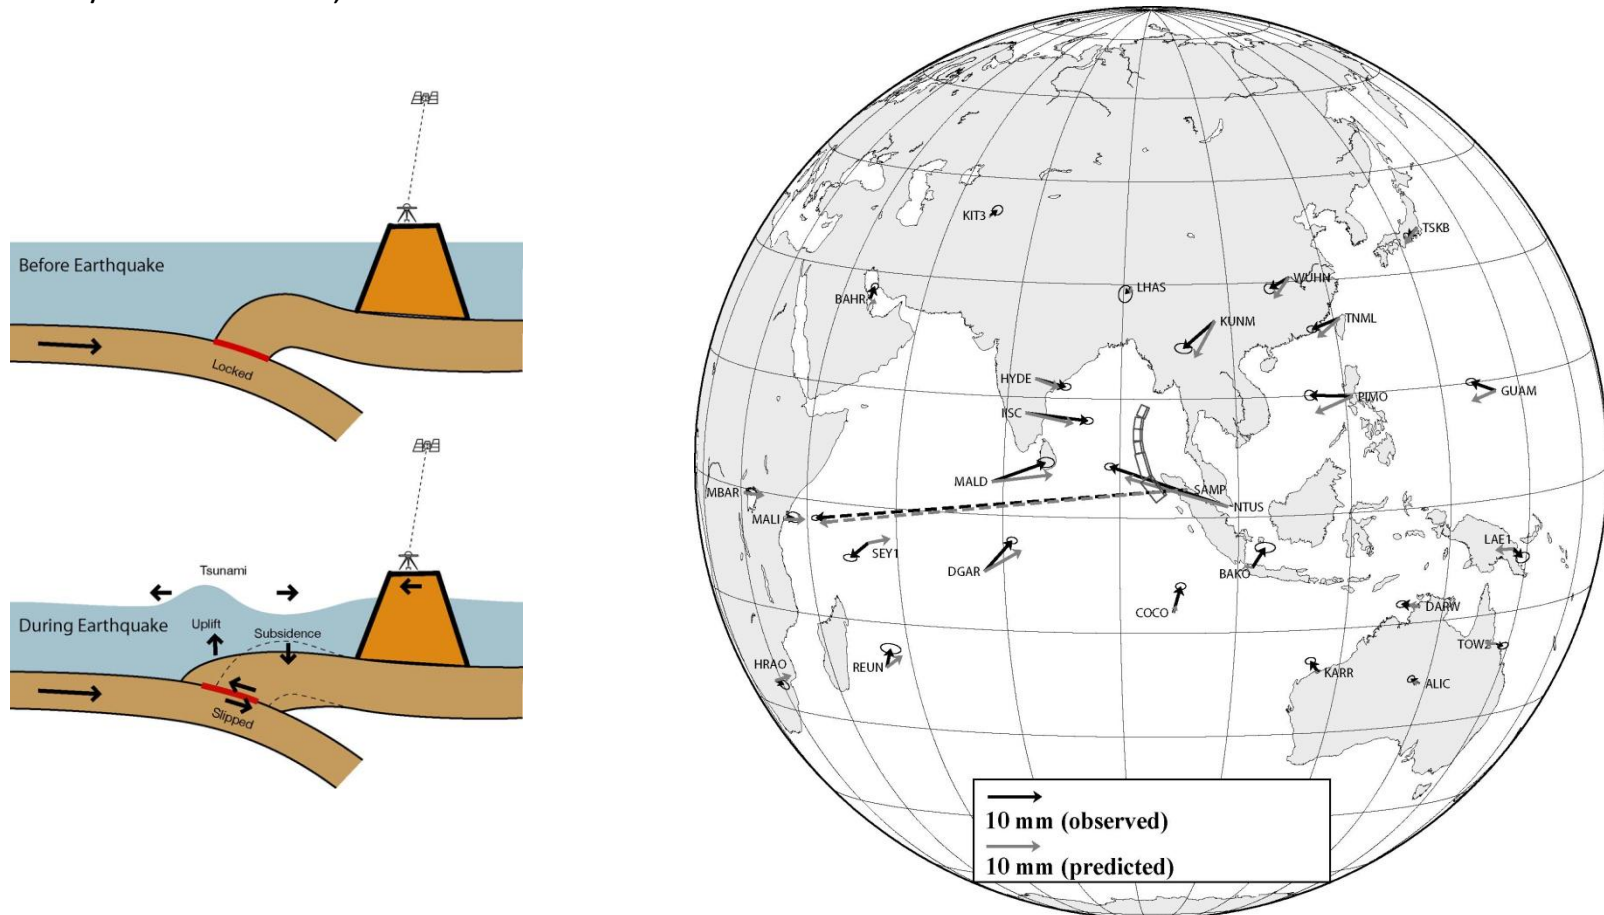 Before Earthquake
Locked
Tsunami
During Earthquake
Uplift
Subsidence
Slipped
KIT3
TSKB
BAHR
LHAS
WUHN
KUNM
TNML
HYDE
IISC
PIMO
GUAM
MALD
SAMP
MBAR
NTUS
MALI
SEY1
LAE1
DGAR
BAKO
COCO
DARW
TOW2
HRAO
REUN
KARR
ALIC
10 mm (observed)
10 mm (predicted)